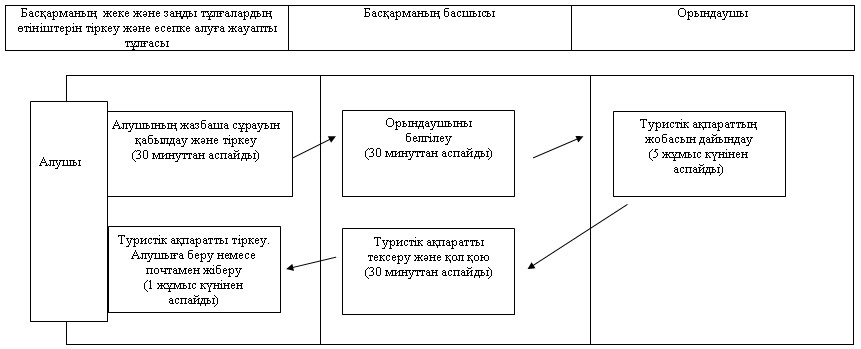 Басқарманың жеке және заңды тұлғалардың
өтініштерін тіркеу және есепке алуға жауапты
тұлғасы
Басқарманың басшысы
Орындаушы
Алушы
Алушының жазбаша сұрауын
қабылдау және тіркеу
(30 минуттан аспайды)
Орындаушыны
белгілеу
(30 минуттан аспайды)
Туристік ақпараттың
жобасын дайындау
(5 жұмыс күнінен
аспайды)
Туристік ақпаратты тіркеу.
Алушыға беру немесе
почтамен жіберу
(1 жұмыс күнінен
аспайды)
Туристік ақпаратты
тексеру және қол қою
(30 минуттан аспайды)